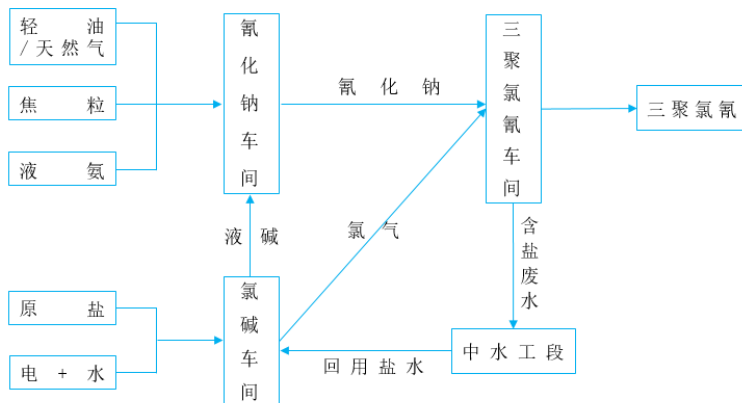 轻油
/天然气
焦粒
液氨
氰化钠车间
氰化钠
三聚氯氰车间
三聚氯氰
液碱
氯气
含盐废水
原盐
电+水
氯碱车间
回用盐水
中水工段